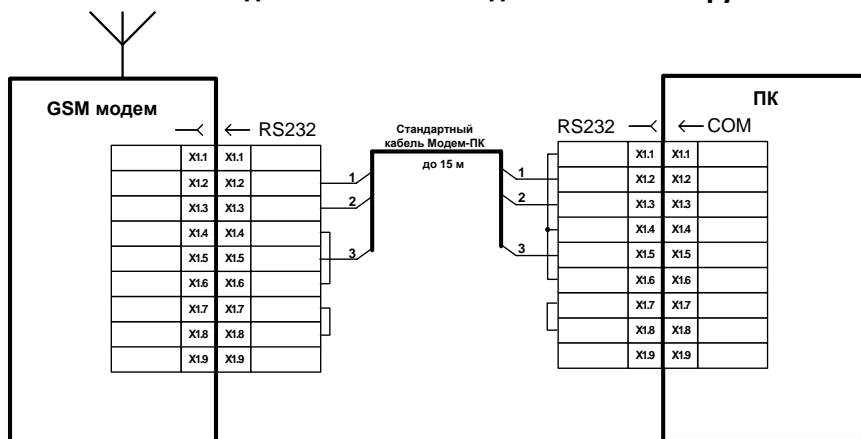 GSM модем
ПК
RS232
Стандартный
кабель Модем-ПК
до 15 м
RS232
COM
X1.1 X1.1
X1.2 X1.2
X1.3 X1.3
X1.4 X1.4
X1.5 X1.5
X1.6 X1.6
X1.7 X1.7
X1.8 X1.8
X1.9 X1.9
1
2
3
1
2
3
X1.1 X1.1
X1.2 X1.2
X1.3 X1.3
X1.4 X1.4
X1.5 X1.5
X1.6 X1.6
X1.7 X1.7
X1.8 X1.8
X1.9 X1.9